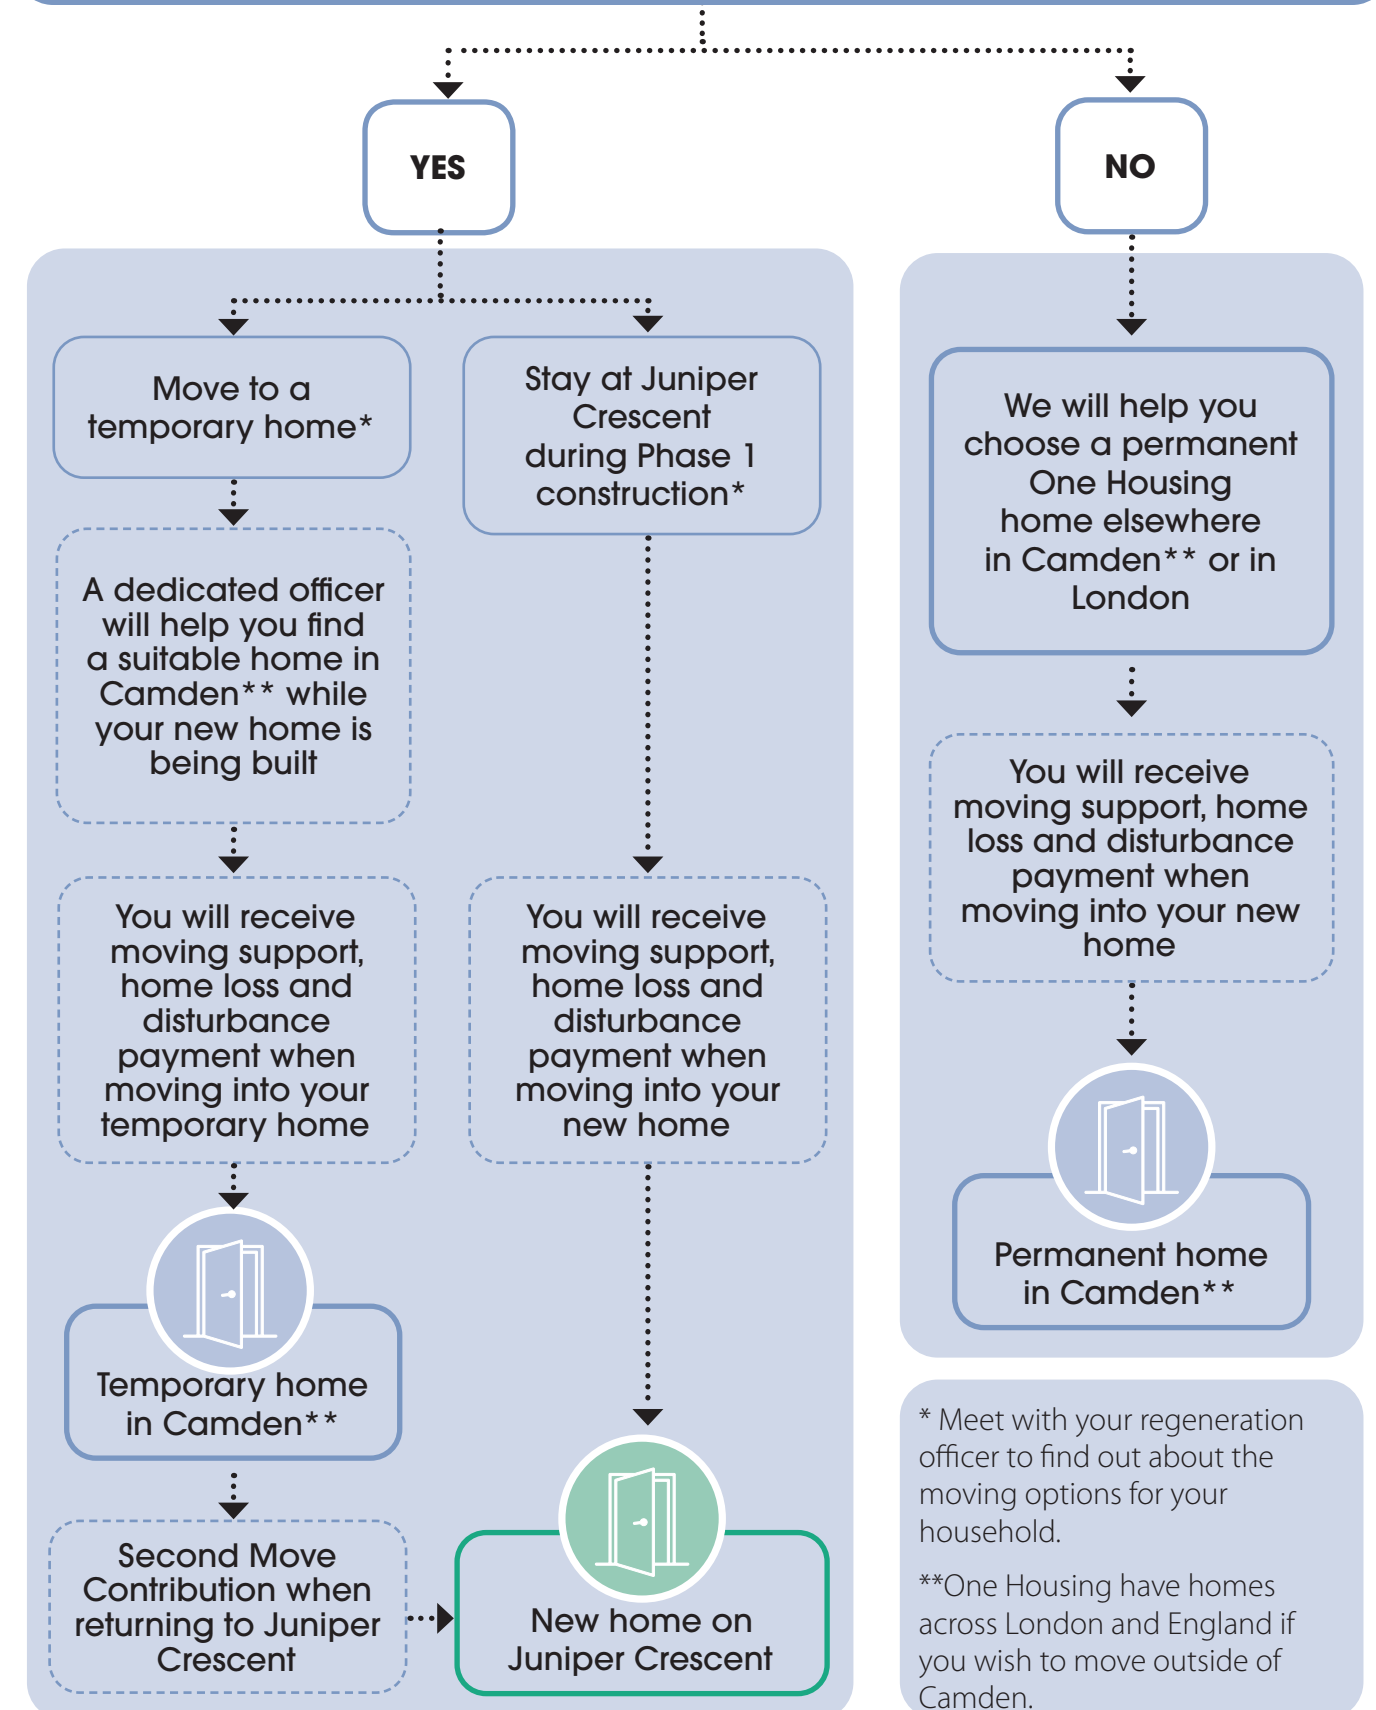 YES
NO
Move to a
temporary home*
Stay at Juniper
Crescent
during Phase 1
construction*
We will help you
choose a permanent
One Housing
home elsewhere
in Camden** or in
London
A dedicated officer
will help you find
a suitable home in
Camden** while
your new home is
being built
You will receive
moving support, home
loss and disturbance
payment when
moving into your new
home
You will receive
moving support,
home loss and
disturbance
payment when
moving into your
temporary home
You will receive
moving support,
home loss and
disturbance
payment when
moving into your
new home
Permanent home
in Camden**
Temporary home
in Camden**
Second Move
Contribution when
returning to Juniper
Crescent
New home on
Juniper Crescent
* Meet with your regeneration
officer to find out about the
moving options for your
household.
**One Housing have homes
across London and England if
you wish to move outside of
Camden.